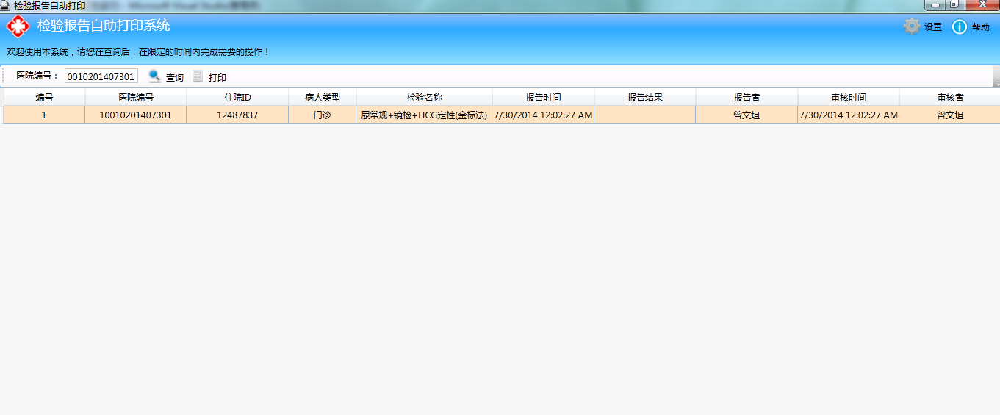 检验报告自助打印
检验报告自助打印系统
设置 帮助
欢迎使用本系统，请您在查询后，在限定的时间内完成需要的操作！
医院编号： 0010201407301 查询 打印
编号 医院编号 住院ID 病人类型 检验名称 报告时间 报告结果 报告者 审核时间 审核者
1 10010201407301 12487837 门诊 尿常规+镜检+HCG定性(金标法) 7/30/2014 12:02:27 AM 曾文坦 7/30/2014 12:02:27 AM 曾文坦